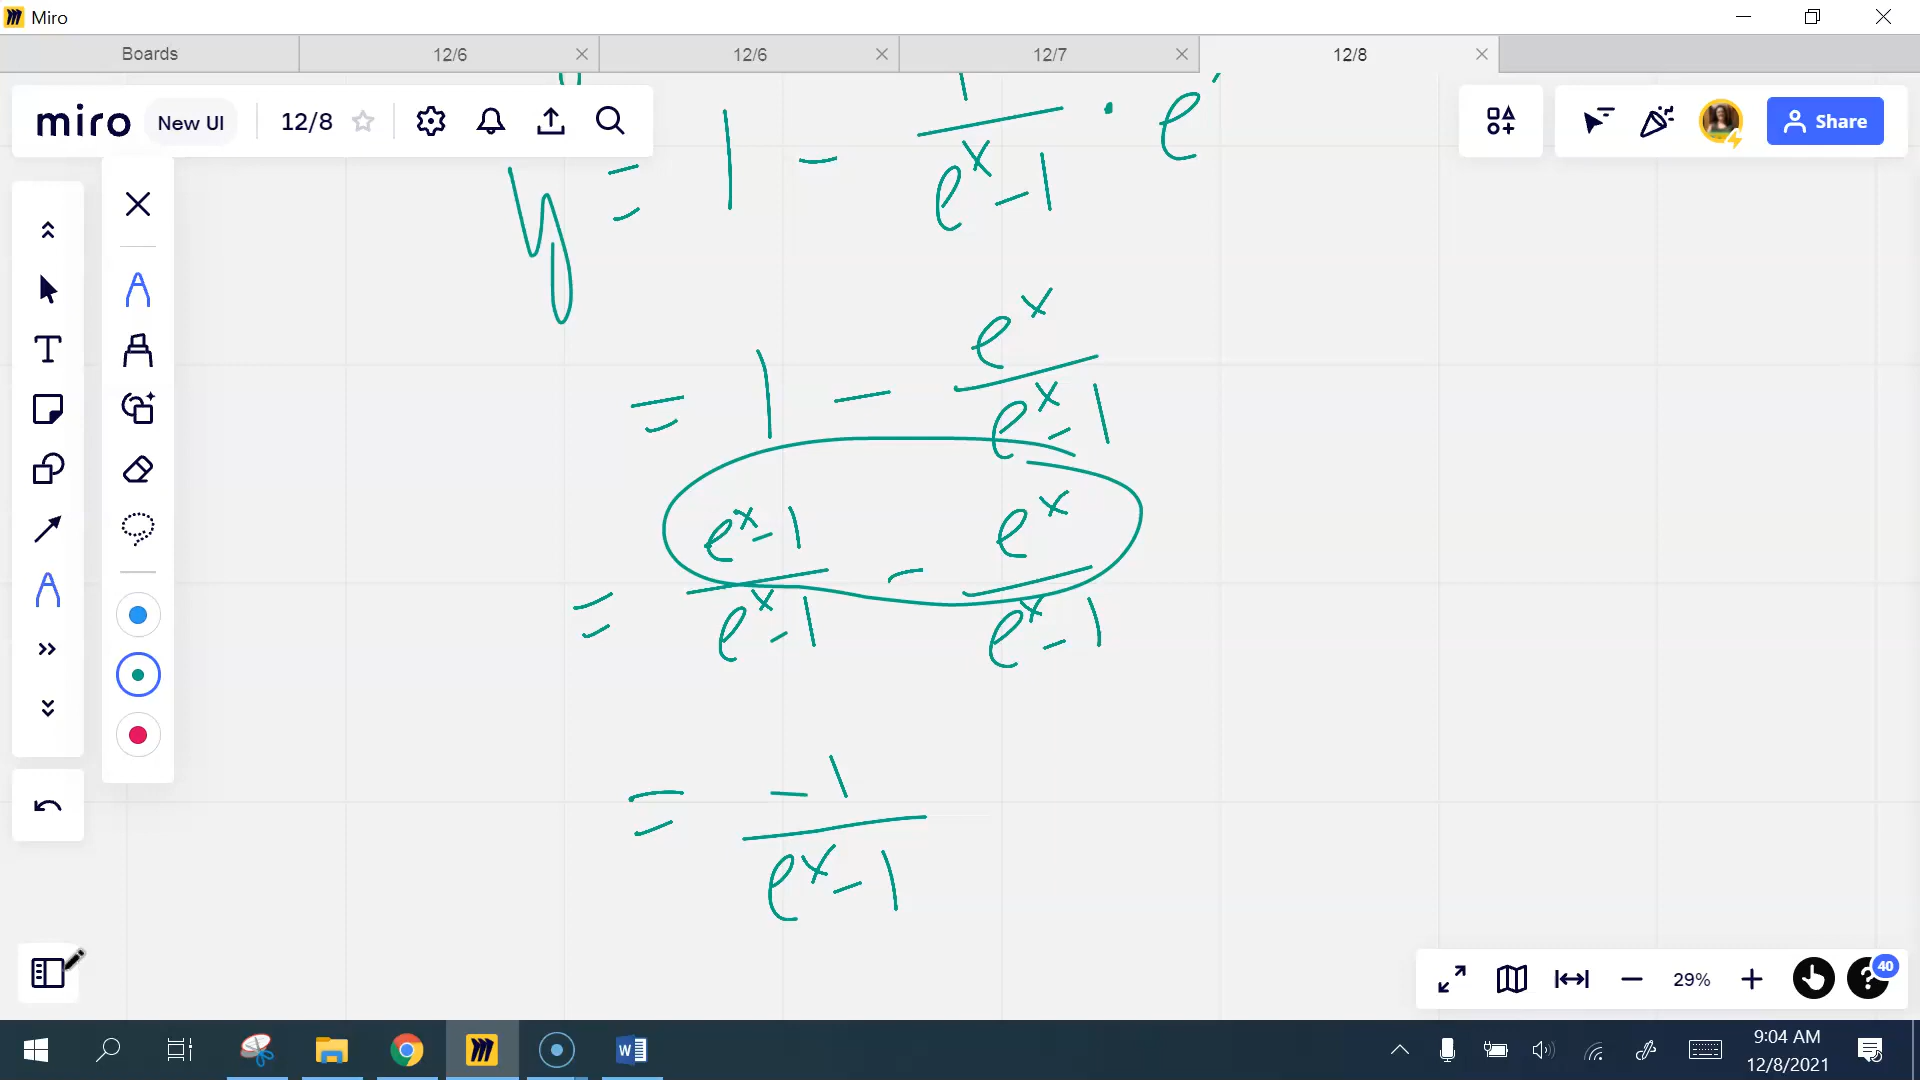 Miro
Boards 12/6 12/6 12/7 12/8
miro New UI 12/8 Share
y = 1 - 1/(e^x - 1) · e
= 1 - e^x/(e^x - 1)
= (e^x - 1)/(e^x - 1) - e^x/(e^x - 1)
= -1/(e^x - 1)
40
29%
9:04 AM
12/8/2021